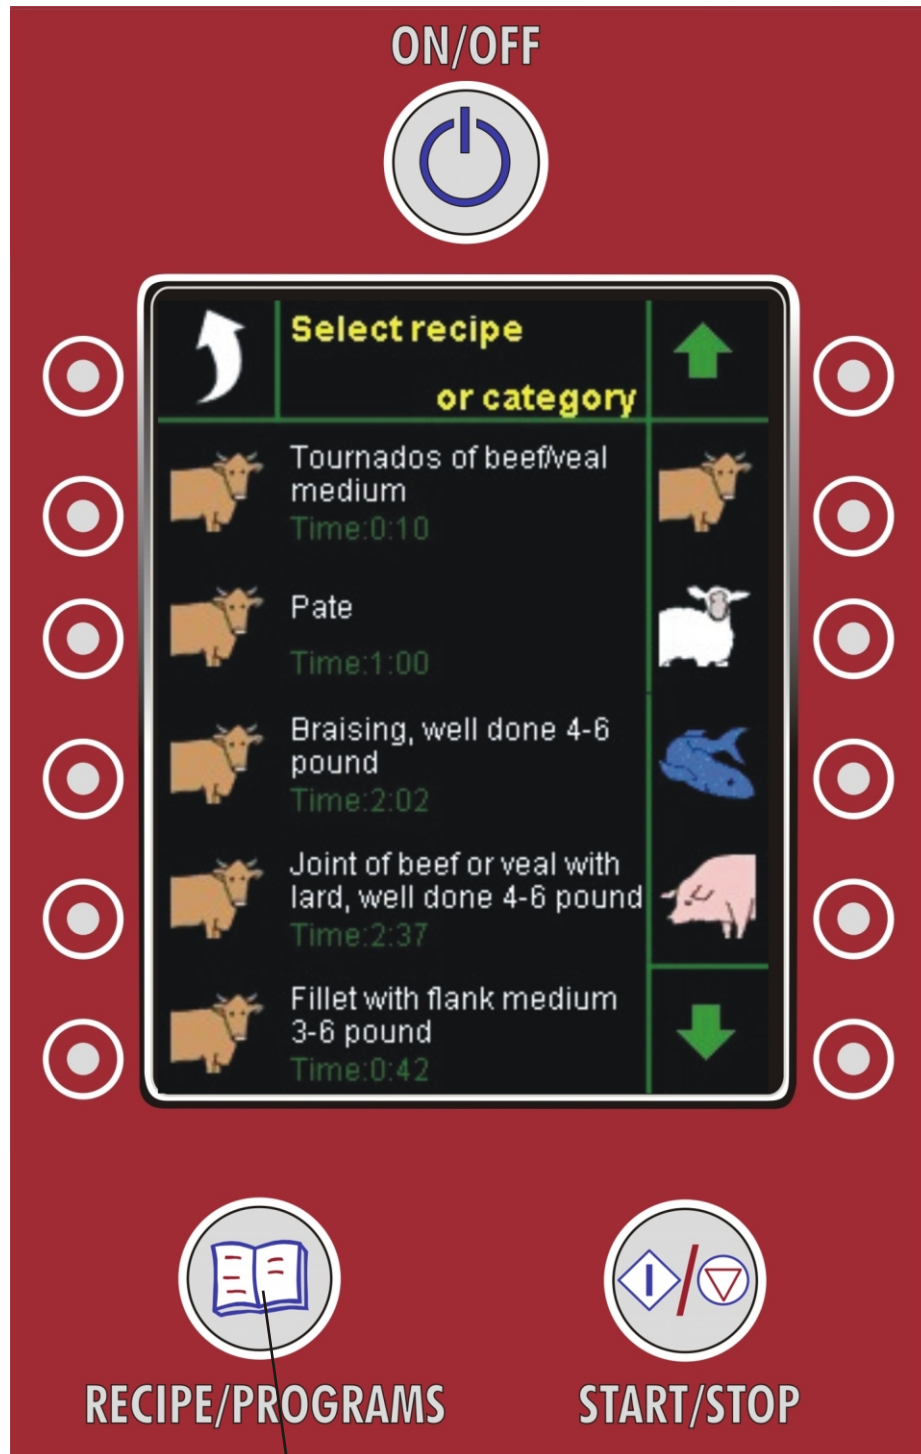 ON/OFF
Select recipe
or category
Tournados of beef/veal
medium
Time:0:10
Pate
Time:1:00
Braising, well done 4-6
pound
Time:2:02
Joint of beef or veal with
lard, well done 4-6 pound
Time:2:37
Fillet with flank medium
3-6 pound
Time:0:42
RECIPE/PROGRAMS
START/STOP